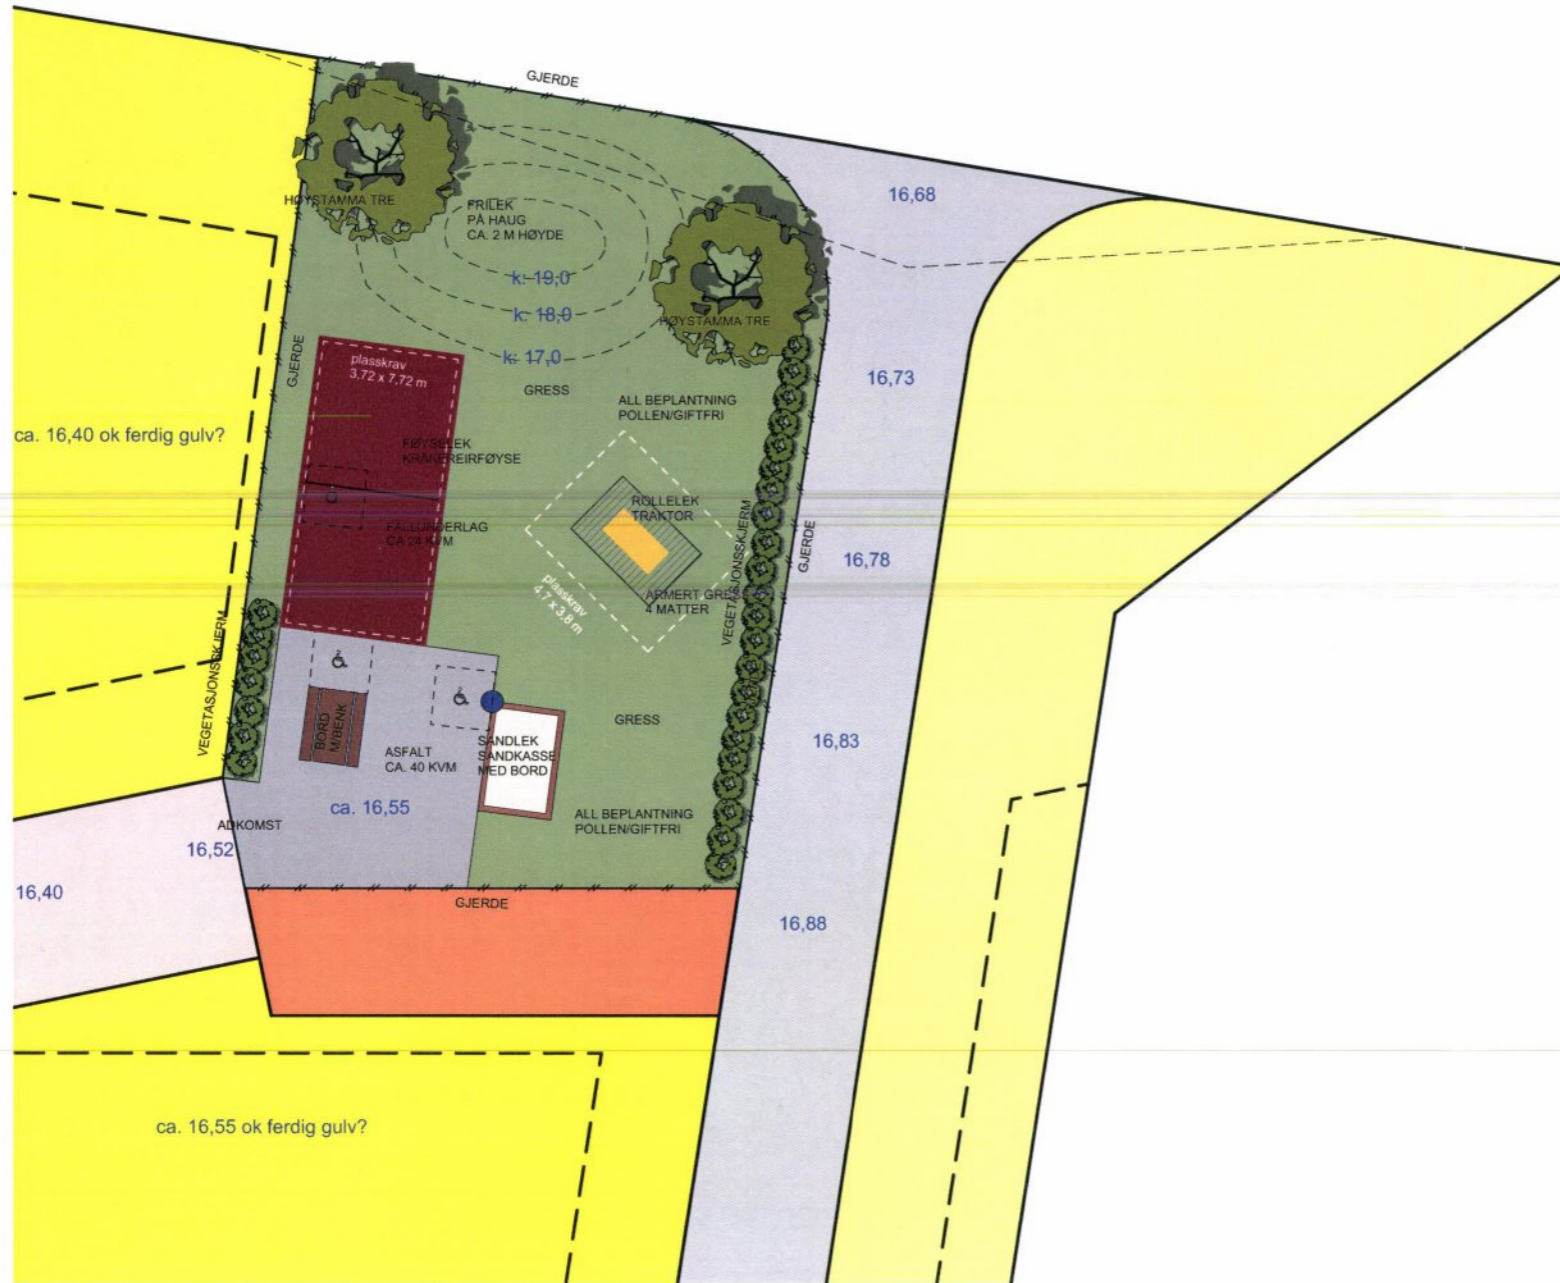 GJERDE
16,68
HØYSTAMMA TRE
FRILEK
PÅ HAUG
CA. 2 M HØYDE
k: 19,0
k: 18,0
HØYSTAMMA TRE
GJERDE
k: 17,0
plasskrav
3,72 x 7,72 m
16,73
GRESS
ALL BEPLANTNING
POLLEN/GIFTFRI
ca. 16,40 ok ferdig gulv?
FØYSELEK
KRÅKEREIRFØYSE
ROLLELEK
TRAKTOR
FALLUNDERLAG
CA 24 KVM
VEGETASJONSSKJERM
GJERDE
16,78
plasskrav
4,7 x 3,8 m
ARMERT GRESS
4 MATTER
VEGETASJONSSKJERM
BORD
M/BENK
GRESS
16,83
ASFALT
CA. 40 KVM
SANDLEK
SANDKASSE
MED BORD
ca. 16,55
ALL BEPLANTNING
POLLEN/GIFTFRI
ADKOMST
16,52
16,40
GJERDE
16,88
ca. 16,55 ok ferdig gulv?